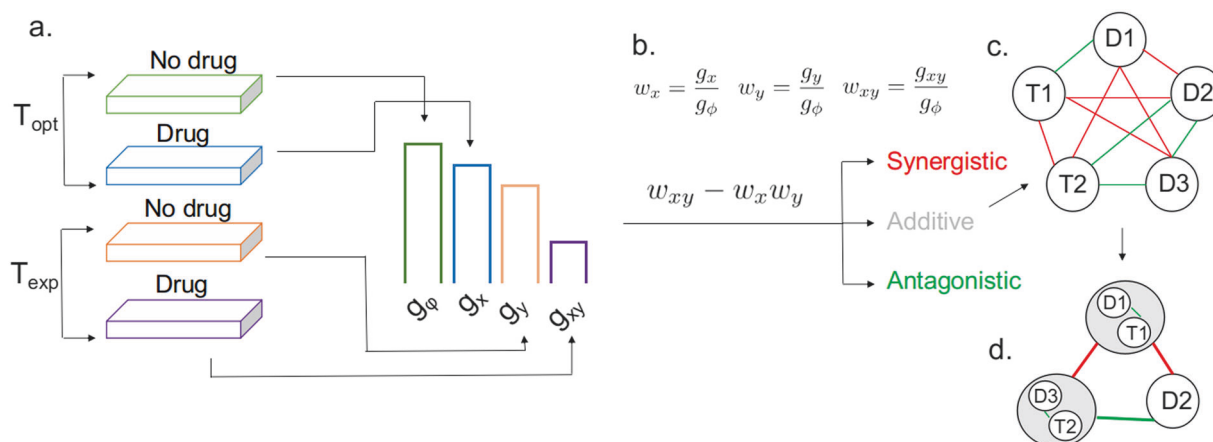 a.
No drug
T_opt
Drug
No drug
T_exp
Drug
g_φ
g_x
g_y
g_xy
b.
w_x = g_x / g_ϕ w_y = g_y / g_ϕ w_xy = g_xy / g_ϕ
w_xy − w_x w_y
Synergistic
Additive
Antagonistic
c.
D1
T1
D2
T2
D3
d.
D1
T1
D3
T2
D2